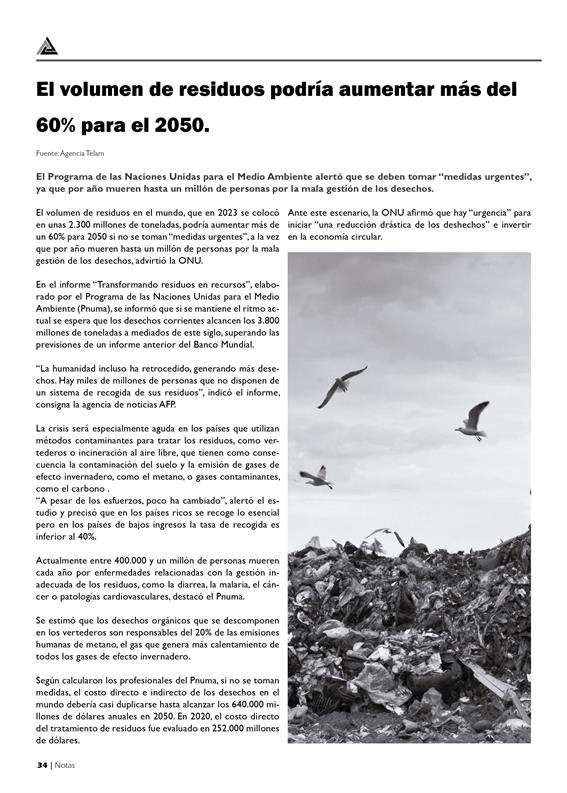 El volumen de residuos podría aumentar más del
60% para el 2050.
Fuente: Agencia Telam
El Programa de las Naciones Unidas para el Medio Ambiente alertó que se deben tomar “medidas urgentes”,
ya que por año mueren hasta un millón de personas por la mala gestión de los desechos.
El volumen de residuos en el mundo, que en 2023 se colocó
en unas 2.300 millones de toneladas, podría aumentar más de
un 60% para 2050 si no se toman “medidas urgentes”, a la vez
que por año mueren hasta un millón de personas por la mala
gestión de los desechos, advirtió la ONU.
En el informe “Transformando residuos en recursos”, elabo-
rado por el Programa de las Naciones Unidas para el Medio
Ambiente (Pnuma), se informó que si se mantiene el ritmo ac-
tual se espera que los desechos corrientes alcancen los 3.800
millones de toneladas a mediados de este siglo, superando las
previsiones de un informe anterior del Banco Mundial.
“La humanidad incluso ha retrocedido, generando más dese-
chos. Hay miles de millones de personas que no disponen de
un sistema de recogida de sus residuos”, indicó el informe,
consigna la agencia de noticias AFP.
La crisis será especialmente aguda en los países que utilizan
métodos contaminantes para tratar los residuos, como ver-
tederos o incineración al aire libre, que tienen como conse-
cuencia la contaminación del suelo y la emisión de gases de
efecto invernadero, como el metano, o gases contaminantes,
como el carbono .
“A pesar de los esfuerzos, poco ha cambiado”, alertó el es-
tudio y precisó que en los países ricos se recoge lo esencial
pero en los países de bajos ingresos la tasa de recogida es
inferior al 40%.
Actualmente entre 400.000 y un millón de personas mueren
cada año por enfermedades relacionadas con la gestión in-
adecuada de los residuos, como la diarrea, la malaria, el cán-
cer o patologías cardiovasculares, destacó el Pnuma.
Se estimó que los desechos orgánicos que se descomponen
en los vertederos son responsables del 20% de las emisiones
humanas de metano, el gas que genera más calentamiento de
todos los gases de efecto invernadero.
Según calcularon los profesionales del Pnuma, si no se toman
medidas, el costo directo e indirecto de los desechos en el
mundo debería casi duplicarse hasta alcanzar los 640.000 mi-
llones de dólares anuales en 2050. En 2020, el costo directo
del tratamiento de residuos fue evaluado en 252.000 millones
de dólares.
Ante este escenario, la ONU afirmó que hay “urgencia” para
iniciar “una reducción drástica de los deshechos” e invertir
en la economía circular.
34 | Notas